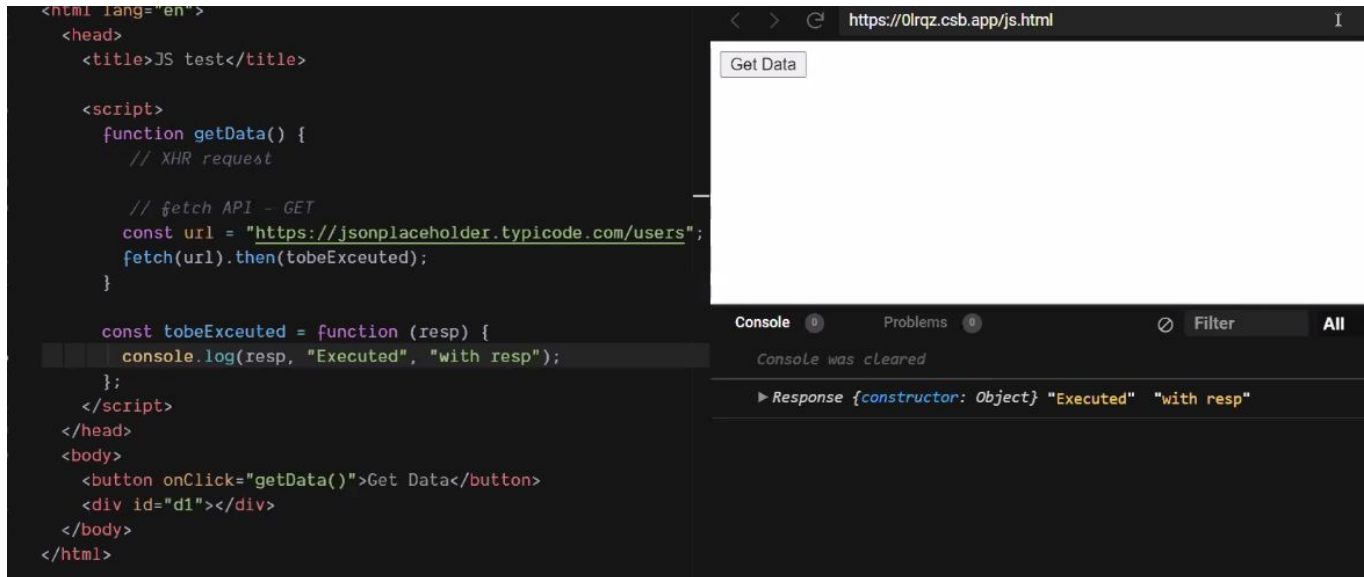 <html lang="en">
<head>
<title>JS test</title>
<script>
function getData() {
// XHR request
// fetch API - GET
const url = "https://jsonplaceholder.typicode.com/users";
fetch(url).then(tobeExceuted);
}
const tobeExceuted = function (resp) {
console.log(resp, "Executed", "with resp");
};
</script>
</head>
<body>
<button onClick="getData()">Get Data</button>
<div id="d1"></div>
</body>
</html>
https://0lrqz.csb.app/js.html
Get Data
Console 0 Problems 0 Filter All
Console was cleared
Response {constructor: Object} "Executed" "with resp"